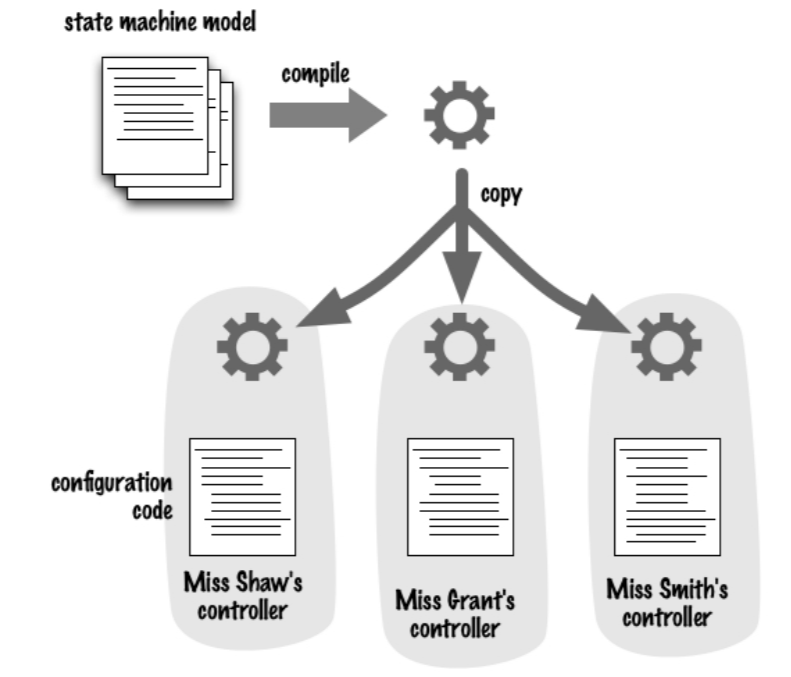 state machine model
compile
copy
configuration
code
Miss Shaw's
controller
Miss Grant's
controller
Miss Smith's
controller